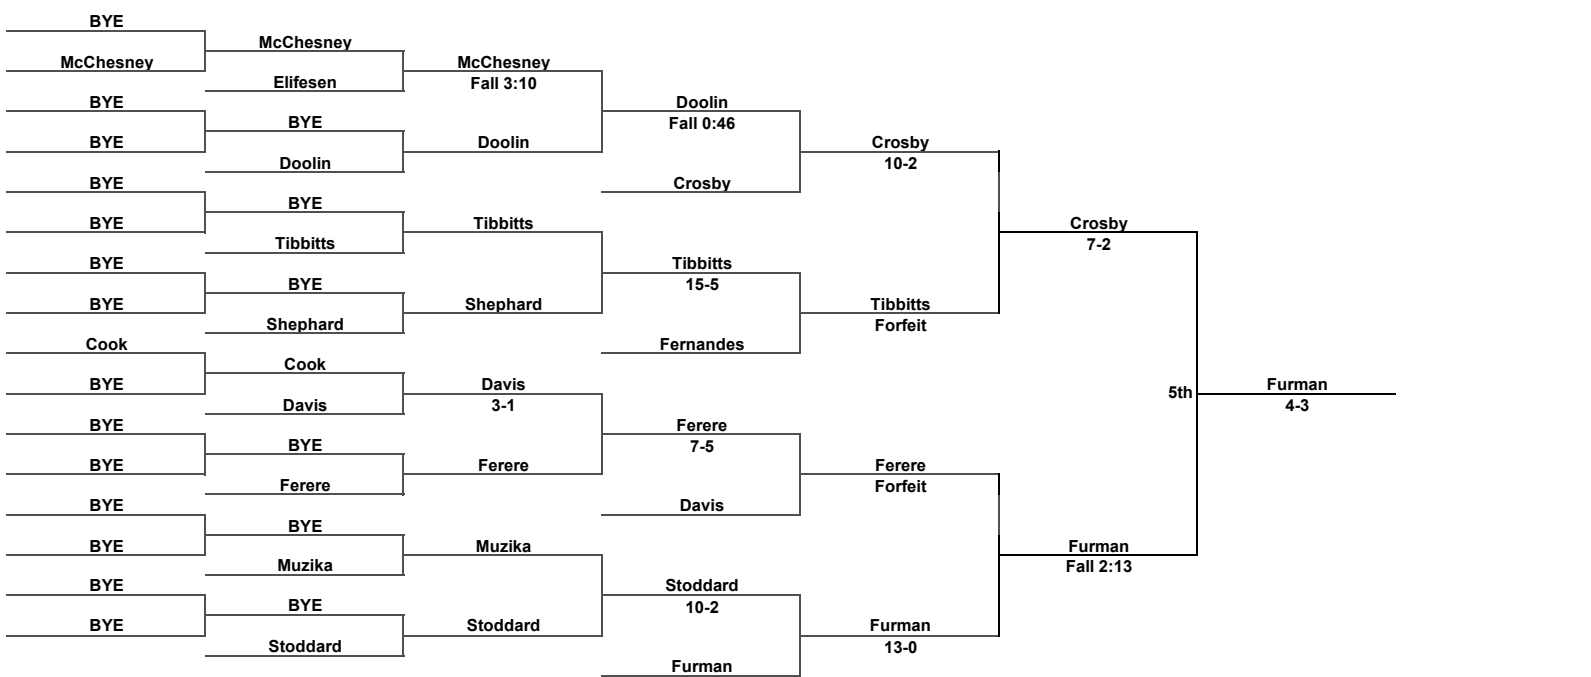 BYE
McChesney
BYE
BYE
BYE
BYE
BYE
BYE
Cook
BYE
BYE
BYE
BYE
BYE
BYE
BYE
McChesney
Elifesen
BYE
Doolin
BYE
Tibbitts
BYE
Shephard
Cook
Davis
BYE
Ferere
BYE
Muzika
BYE
Stoddard
McChesney
Fall 3:10
Doolin
Tibbitts
Shephard
Davis
3-1
Ferere
Muzika
Stoddard
Doolin
Fall 0:46
Crosby
Tibbitts
15-5
Fernandes
Ferere
7-5
Davis
Stoddard
10-2
Furman
Crosby
10-2
Tibbitts
Forfeit
Ferere
Forfeit
Furman
13-0
Crosby
7-2
Furman
Fall 2:13
5th
Furman
4-3